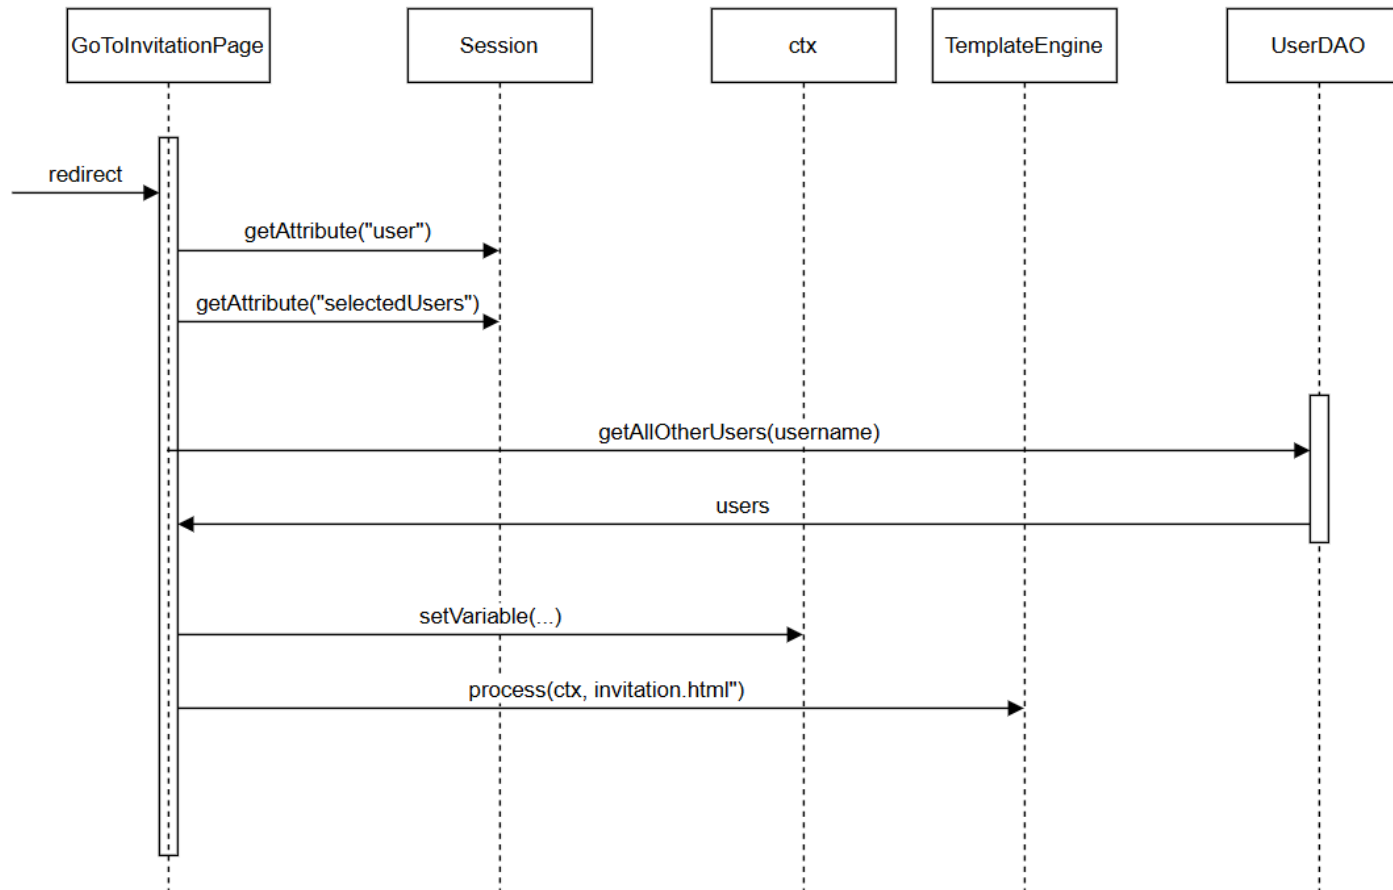 GoToInvitationPage
Session
ctx
TemplateEngine
UserDAO
redirect
getAttribute("user")
getAttribute("selectedUsers")
getAllOtherUsers(username)
users
setVariable(...)
process(ctx, invitation.html")